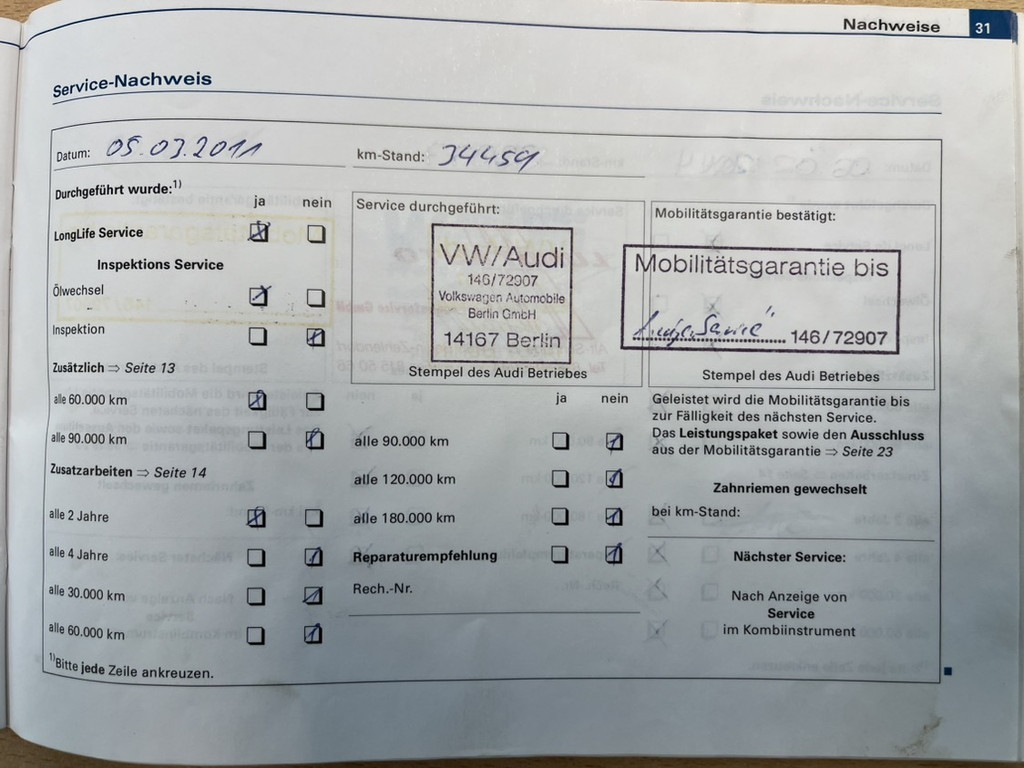 Nachweise 31
Service-Nachweis
Datum: 05.03.2011 km-Stand: 34459
Durchgeführt wurde:1)
ja nein
LongLife Service
Inspektions Service
Ölwechsel
Inspektion
Zusätzlich ⇒ Seite 13
alle 60.000 km
alle 90.000 km
Zusatzarbeiten ⇒ Seite 14
alle 2 Jahre
alle 4 Jahre
alle 30.000 km
alle 60.000 km
1)Bitte jede Zeile ankreuzen.
Service durchgeführt:
VW/Audi
146/72907
Volkswagen Automobile
Berlin GmbH
14167 Berlin
Stempel des Audi Betriebes
ja nein
alle 90.000 km
alle 120.000 km
alle 180.000 km
Reparaturempfehlung
Rech.-Nr.
Mobilitätsgarantie bestätigt:
Mobilitätsgarantie bis
146/72907
Stempel des Audi Betriebes
Geleistet wird die Mobilitätsgarantie bis
zur Fälligkeit des nächsten Service.
Das Leistungspaket sowie den Ausschluss
aus der Mobilitätsgarantie ⇒ Seite 23
Zahnriemen gewechselt
bei km-Stand:
Nächster Service:
Nach Anzeige von
Service
im Kombiinstrument